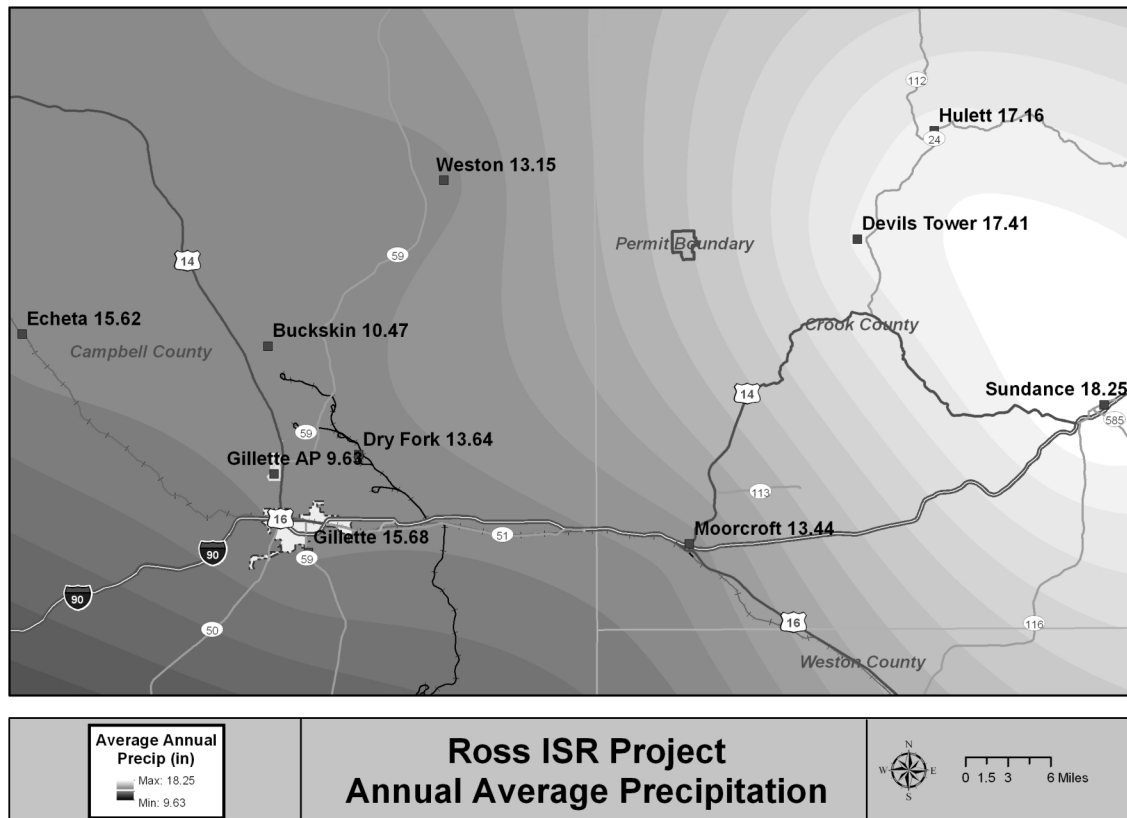 112
Hulett 17.16
24
Weston 13.15
Devils Tower 17.41
Permit Boundary
59
14
Echeta 15.62
Buckskin 10.47
Crook County
Campbell County
14
Sundance 18.25
585
59
Dry Fork 13.64
Gillette AP 9.63
113
16
51
Moorcroft 13.44
Gillette 15.68
90
59
90
50
16
116
Weston County
Average Annual
Precip (in)
Max: 18.25
Min: 9.63
Ross ISR Project
Annual Average Precipitation
N
W
E
S
0 1.5 3 6 Miles